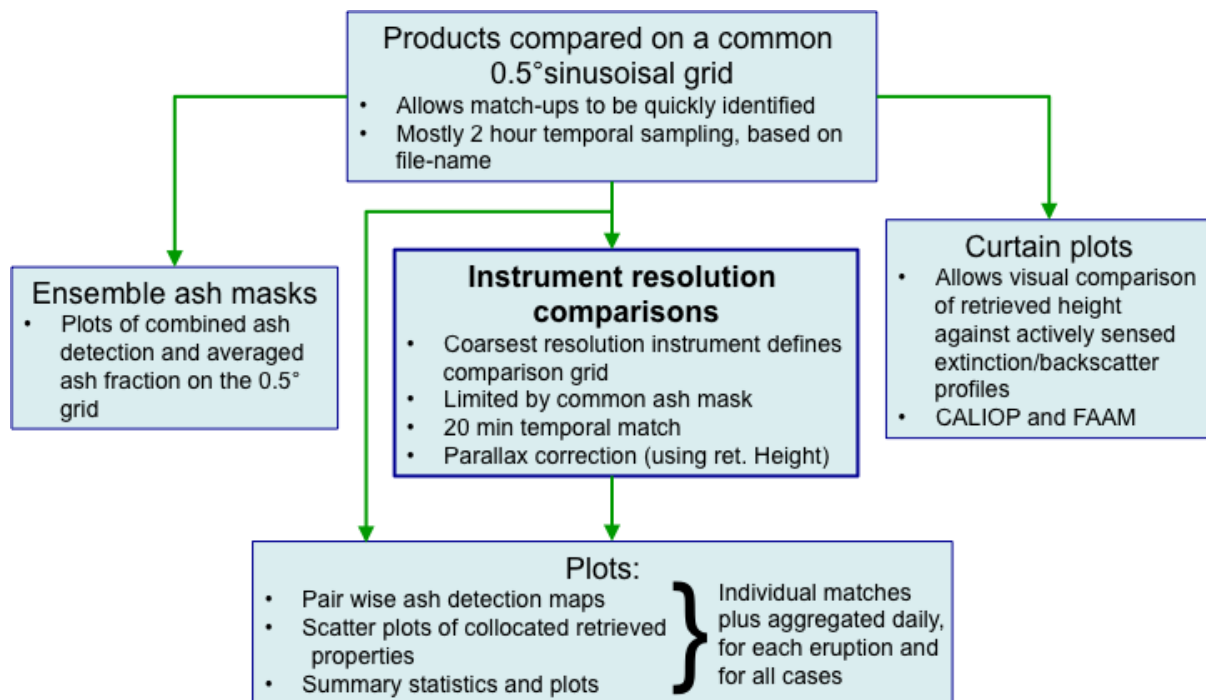 Products compared on a common
0.5°sinusoisal grid
• Allows match-ups to be quickly identified
• Mostly 2 hour temporal sampling, based on
file-name
Ensemble ash masks
• Plots of combined ash
detection and averaged
ash fraction on the 0.5°
grid
Instrument resolution
comparisons
• Coarsest resolution instrument defines
comparison grid
• Limited by common ash mask
• 20 min temporal match
• Parallax correction (using ret. Height)
Curtain plots
• Allows visual comparison
of retrieved height
against actively sensed
extinction/backscatter
profiles
• CALIOP and FAAM
Plots:
• Pair wise ash detection maps
• Scatter plots of collocated retrieved
properties
• Summary statistics and plots
}
Individual matches
plus aggregated daily,
for each eruption and
for all cases